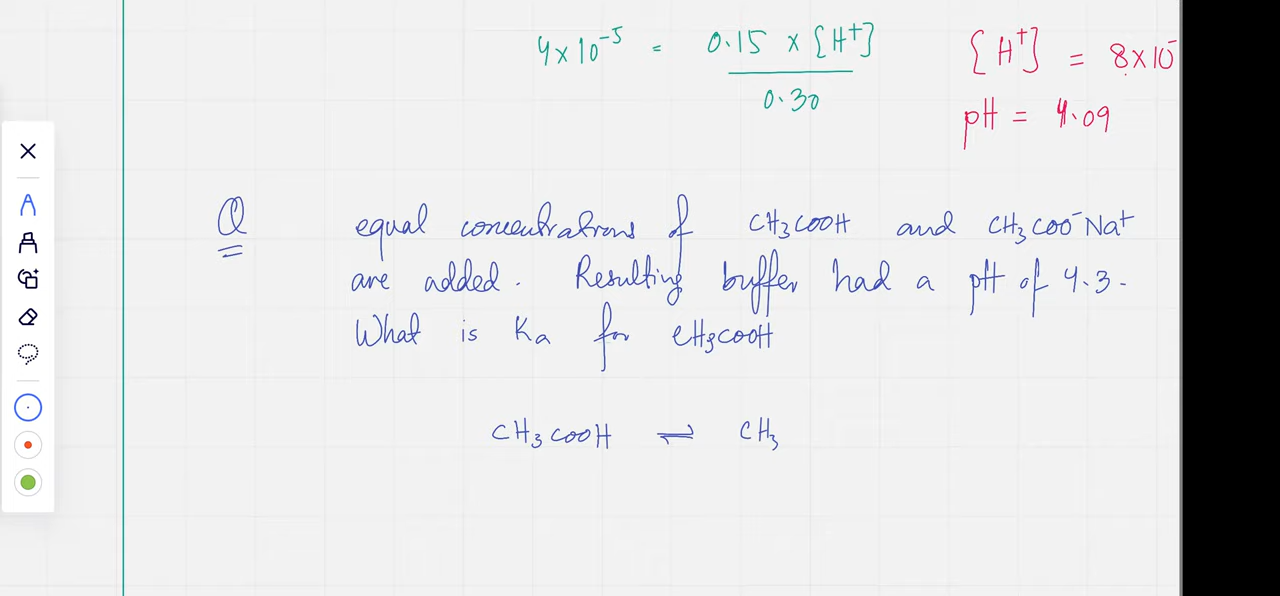 4×10⁻⁵ = 0.15 × [H⁺] / 0.30
[H⁺] = 8×10⁻
pH = 4.09
Q equal concentrations of CH₃COOH and CH₃COO⁻Na⁺
are added. Resulting buffer had a pH of 4.3.
What is Ka for CH₃COOH
CH₃COOH ⇌ CH₃